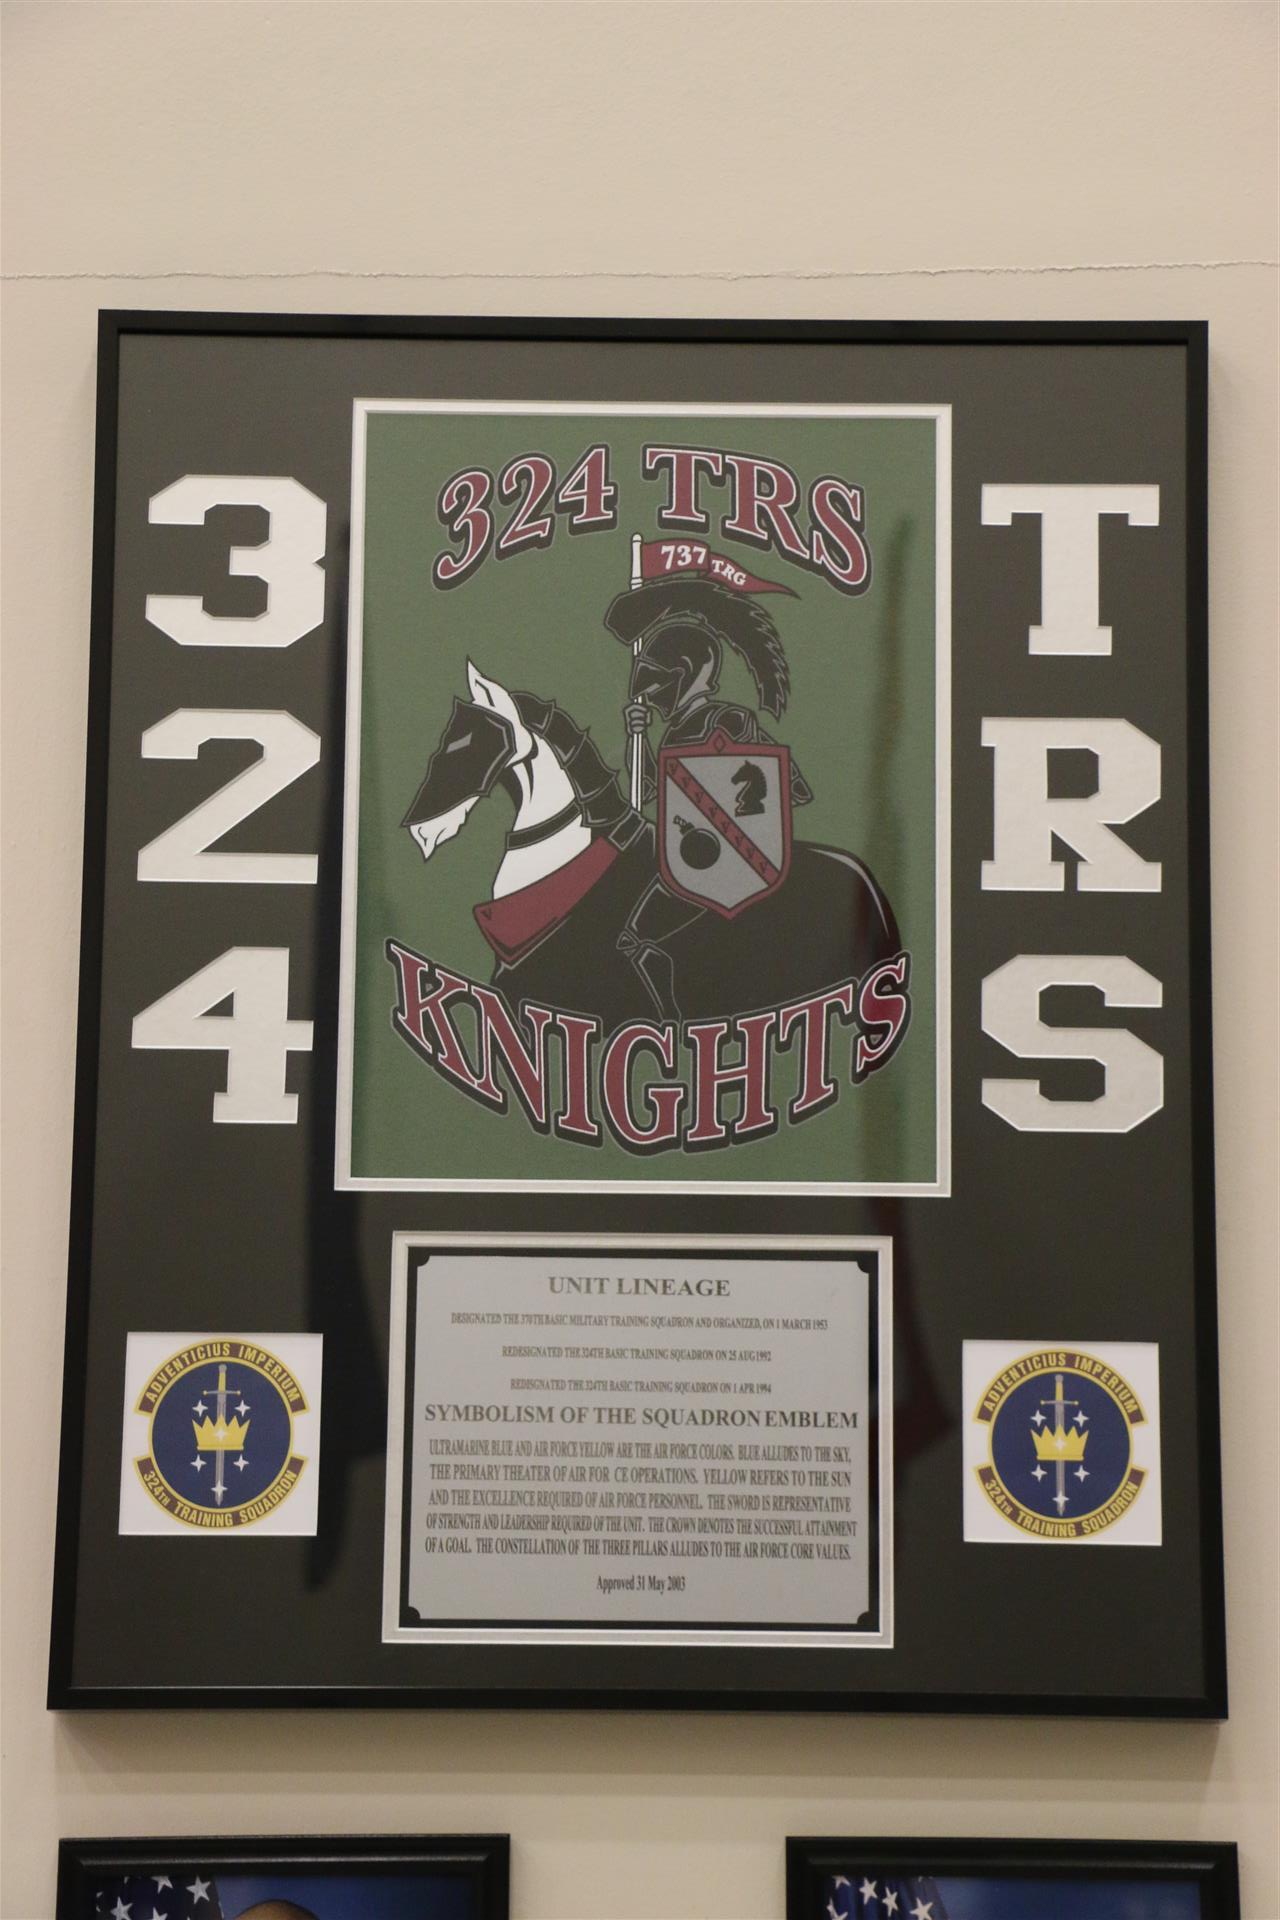 324 TRS
737 TRG
KNIGHTS
3
2
4
T
R
S
UNIT LINEAGE
DESIGNATED THE 370TH BASIC MILITARY TRAINING SQUADRON AND ORGANIZED, ON 1 MARCH 1953
REDESIGNATED THE 324TH BASIC TRAINING SQUADRON ON 25 AUG 1992
REDISGNATED THE 324TH BASIC TRAINING SQUADRON ON 1 APR 1994
SYMBOLISM OF THE SQUADRON EMBLEM
ULTRAMARINE BLUE AND AIR FORCE YELLOW ARE THE AIR FORCE COLORS. BLUE ALLUDES TO THE SKY,
THE PRIMARY THEATER OF AIR FOR CE OPERATIONS. YELLOW REFERS TO THE SUN
AND THE EXCELLENCE REQUIRED OF AIR FORCE PERSONNEL. THE SWORD IS REPRESENTATIVE
OF STRENGTH AND LEADERSHIP REQUIRED OF THE UNIT. THE CROWN DENOTES THE SUCCESSFUL ATTAINMENT
OF A GOAL. THE CONSTELLATION OF THE THREE PILLARS ALLUDES TO THE AIR FORCE CORE VALUES.
Approved 31 May 2003
ADVENTICIUS IMPERIUM
324TH TRAINING SQUADRON
ADVENTICIUS IMPERIUM
324TH TRAINING SQUADRON